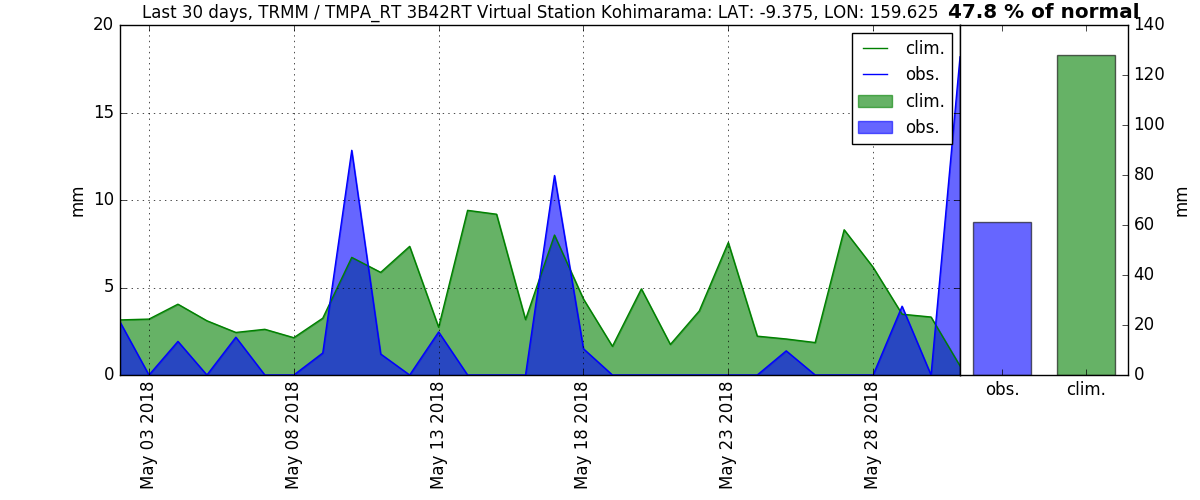 Last 30 days, TRMM / TMPA_RT 3B42RT Virtual Station Kohimarama: LAT: -9.375, LON: 159.625
47.8 % of normal
clim.
obs.
clim.
obs.
20
15
10
5
0
mm
May 03 2018
May 08 2018
May 13 2018
May 18 2018
May 23 2018
May 28 2018
140
120
100
80
60
40
20
0
mm
obs.
clim.